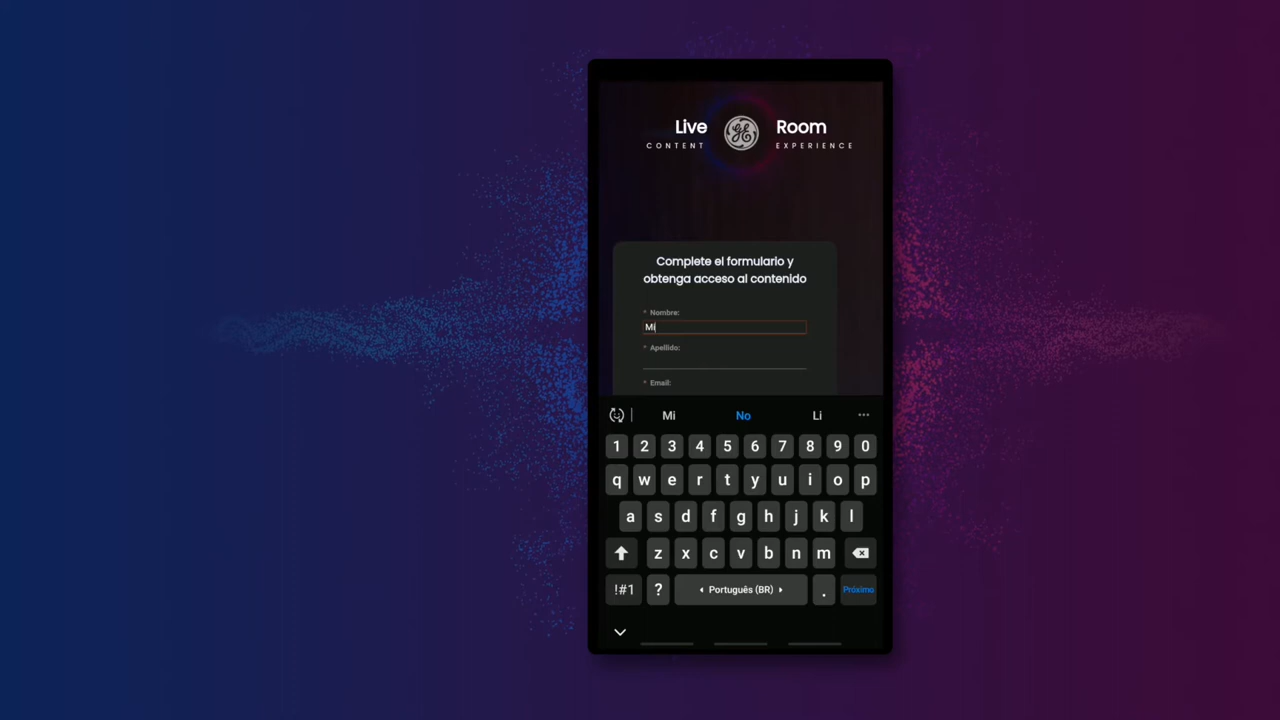 Live Room
CONTENT EXPERIENCE
Complete el formulario y
obtenga acceso al contenido
* Nombre:
Mi
* Apellido:
* Email:
Mi No Li ...
1 2 3 4 5 6 7 8 9 0
q w e r t y u i o p
a s d f g h j k l
z x c v b n m
!#1 ? Português (BR) . Próximo